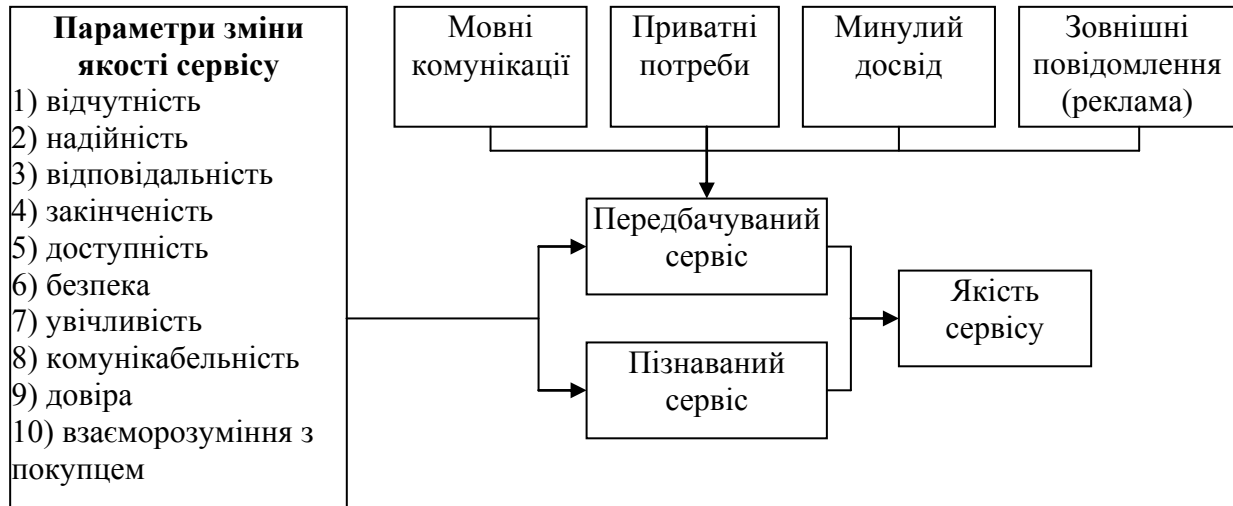 Параметри зміни
якості сервісу
1) відчутність
2) надійність
3) відповідальність
4) закінченість
5) доступність
6) безпека
7) увічливість
8) комунікабельність
9) довіра
10) взаєморозуміння з
покупцем
Мовні
комунікації
Приватні
потреби
Минулий
досвід
Зовнішні
повідомлення
(реклама)
Передбачуваний
сервіс
Пізнаваний
сервіс
Якість
сервісу